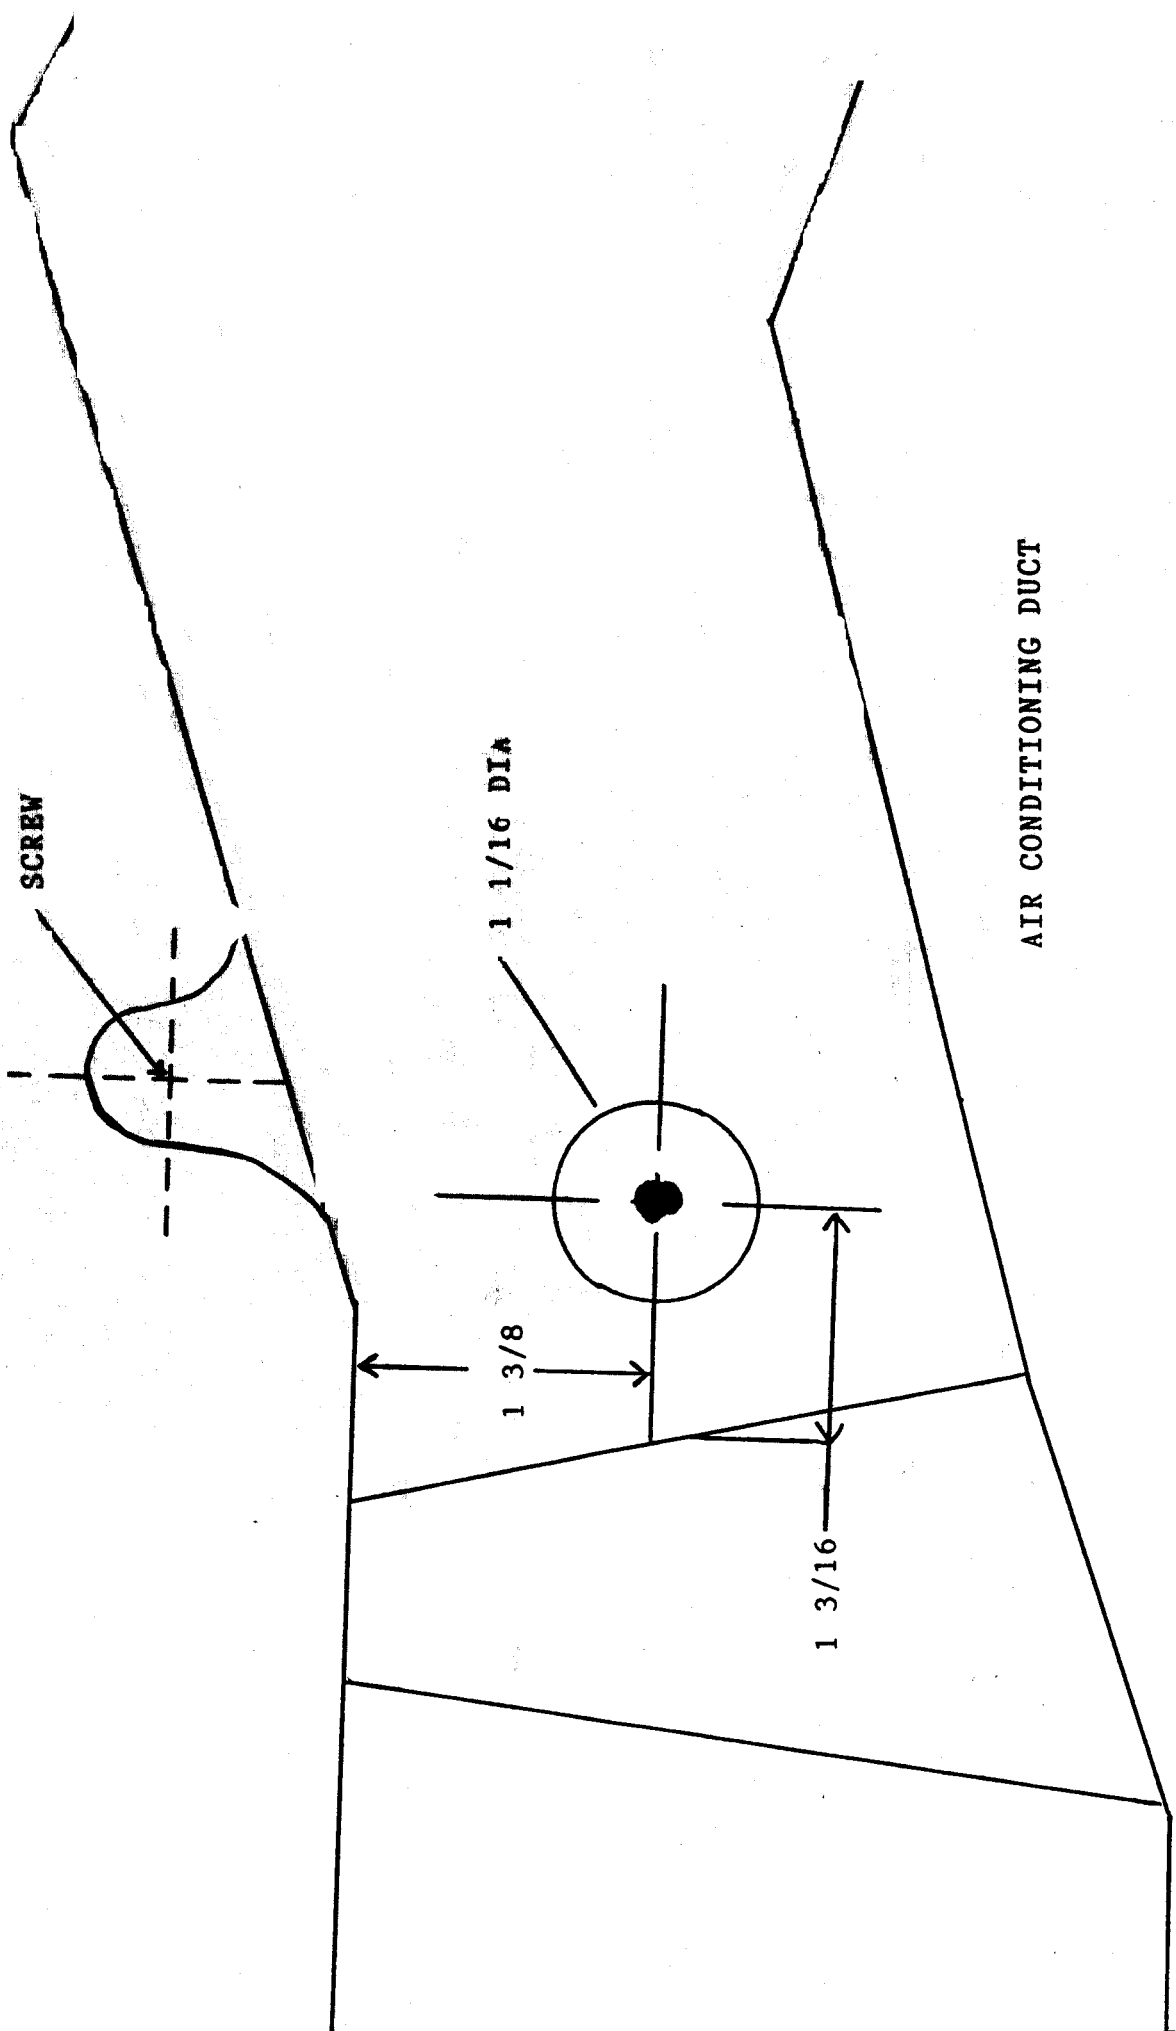 SCREW
1 1/16 DIA
1 3/8
1 3/16
AIR CONDITIONING DUCT